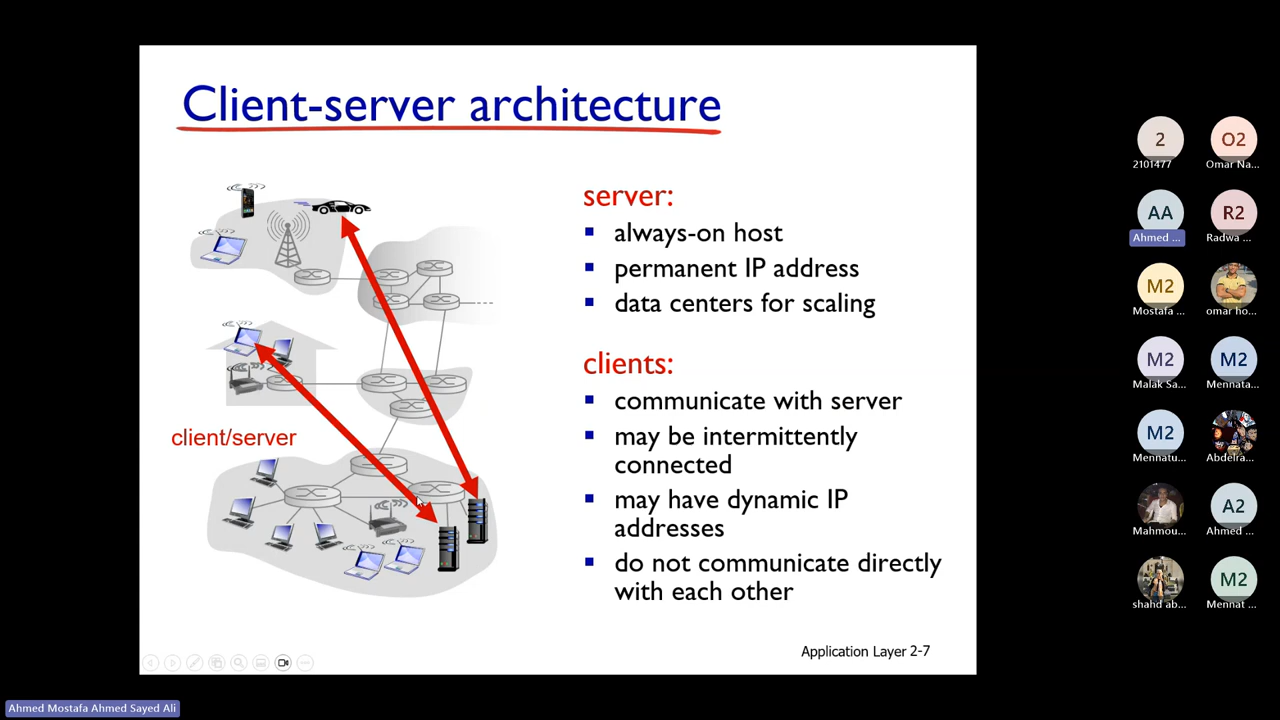 Client-server architecture
server:
always-on host
permanent IP address
data centers for scaling
clients:
communicate with server
may be intermittently
connected
may have dynamic IP
addresses
do not communicate directly
with each other
client/server
Application Layer 2-7
2
2101477
O2
Omar Na...
AA
Ahmed ...
R2
Radwa ...
M2
Mostafa ...
omar ho...
M2
Malak Sa...
M2
Mennata...
M2
Mennatu...
Abdelra...
Mahmou...
A2
Ahmed ...
shahd ab...
M2
Mennat ...
Ahmed Mostafa Ahmed Sayed Ali